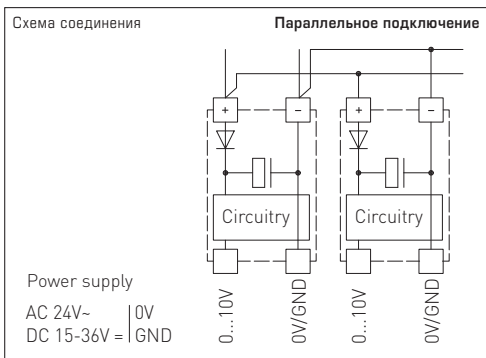 Схема соединения
Параллельное подключение
+ − + −
Circuitry Circuitry
Power supply
AC 24V~ | 0V
DC 15-36V = | GND
0...10V
0V/GND
0...10V
0V/GND